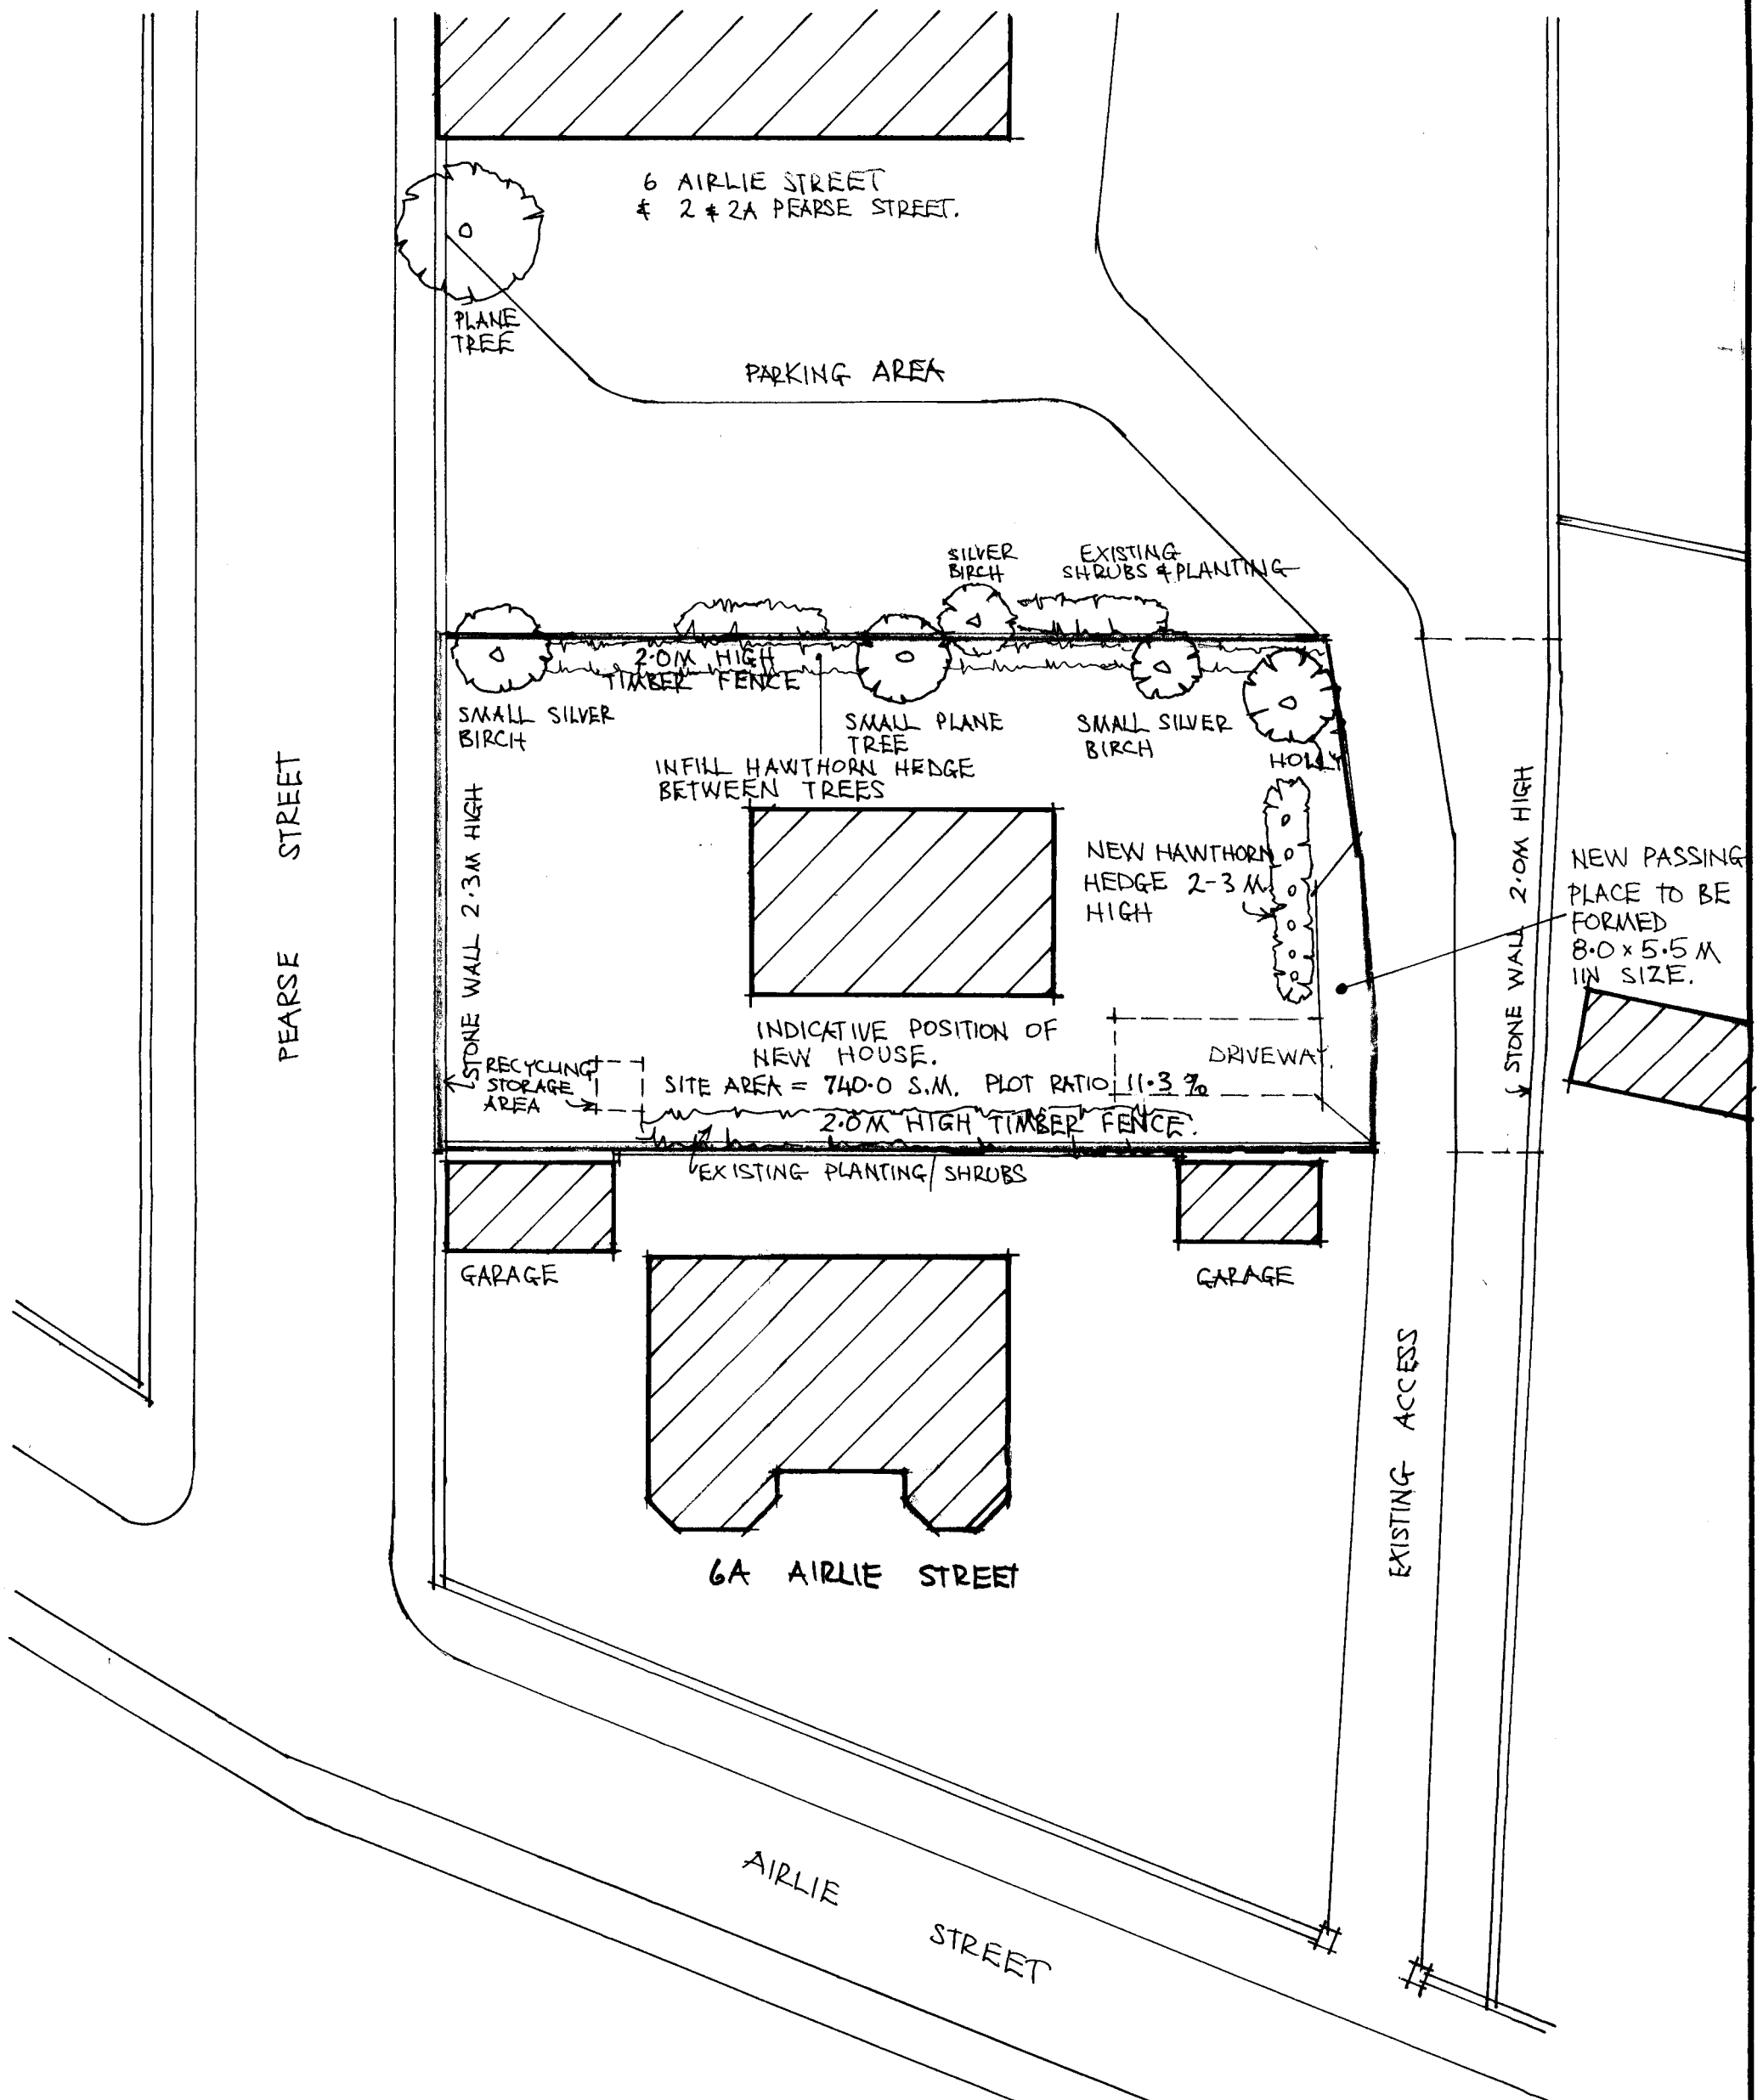 6 AIRLIE STREET
& 2 & 2A PEARSE STREET.
PLANE
TREE
PARKING AREA
SILVER
BIRCH
EXISTING
SHRUBS & PLANTING
2.0M HIGH
TIMBER FENCE
SMALL SILVER
BIRCH
SMALL PLANE
TREE
SMALL SILVER
BIRCH
HOLLY
INFILL HAWTHORN HEDGE
BETWEEN TREES
PEARSE STREET
STONE WALL 2.3M HIGH
NEW HAWTHORN
HEDGE 2-3 M
HIGH
STONE WALL 2.0M HIGH
NEW PASSING
PLACE TO BE
FORMED
8.0 x 5.5 M
IN SIZE.
INDICATIVE POSITION OF
NEW HOUSE.
DRIVEWAY.
RECYCLING
STORAGE
AREA
SITE AREA = 740.0 S.M. PLOT RATIO 11.3 %
2.0M HIGH TIMBER FENCE.
EXISTING PLANTING/SHRUBS
GARAGE
GARAGE
EXISTING ACCESS
6A AIRLIE STREET
AIRLIE STREET